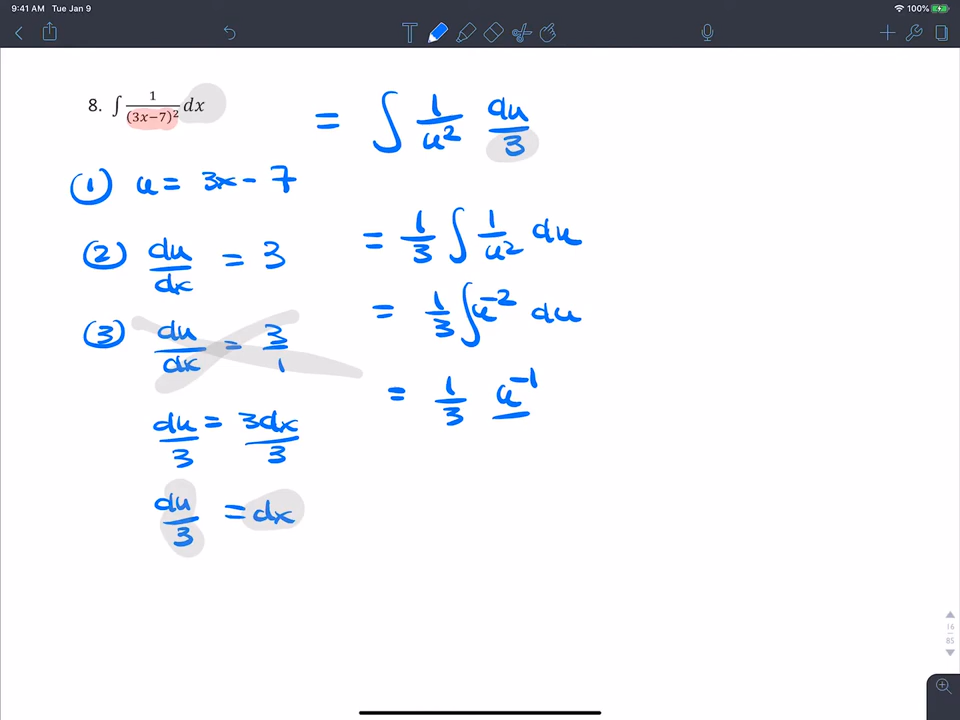 9:41 AM Tue Jan 9
100%
T
8. ∫ 1/(3x−7)² dx
= ∫ 1/u² du/3
① u = 3x − 7
② du/dx = 3
③ du/dx = 3/1
du/3 = 3dx/3
du/3 = dx
= 1/3 ∫ 1/u² du
= 1/3 ∫ u⁻² du
= 1/3 u⁻¹
16
85